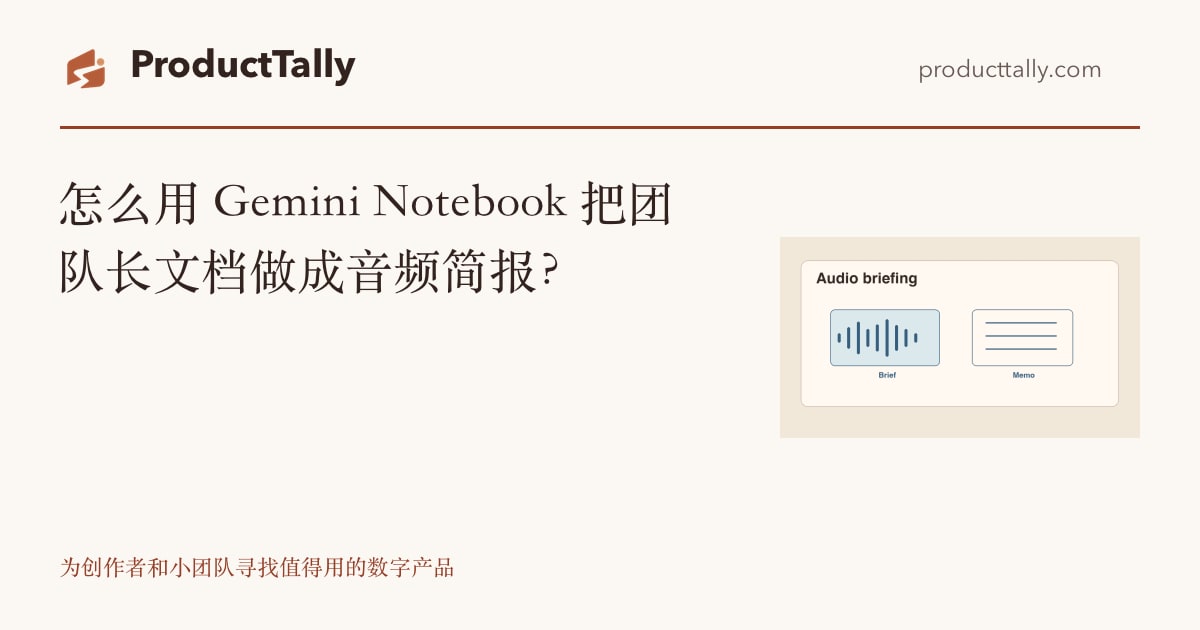 ProductTally
producttally.com
怎么用 Gemini Notebook 把团
队长文档做成音频简报?
Audio briefing
Brief
Memo
为创作者和小团队寻找值得用的数字产品